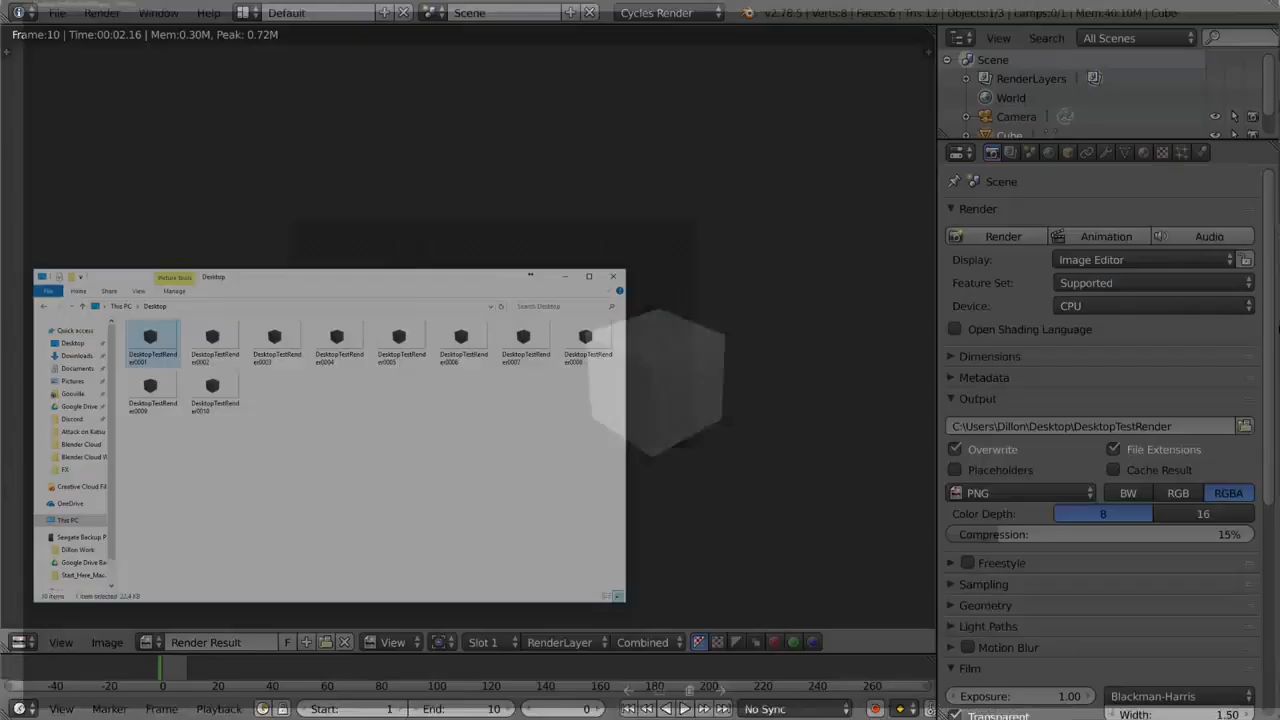 File Render Window Help Default Scene Cycles Render v2.78.5 | Verts:8 | Faces:6 | Tris:12 | Objects:1/3 | Lamps:0/1 | Mem:40.10M | Cube
Frame:10 | Time:00:02.16 | Mem:0.30M, Peak: 0.72M
View Search All Scenes
Scene
RenderLayers
World
Camera
Cube
Scene
Render
Render Animation Audio
Display: Image Editor
Feature Set: Supported
Device: CPU
Open Shading Language
Dimensions
Metadata
Output
C:\Users\Dillon\Desktop\DesktopTestRender
Overwrite File Extensions
Placeholders Cache Result
PNG BW RGB RGBA
Color Depth: 8 16
Compression: 15%
Freestyle
Sampling
Geometry
Light Paths
Motion Blur
Film
Exposure: 1.00 Blackman-Harris
Transparent Width: 1.50
Picture Tools Desktop
File Home Share View Manage
This PC Desktop Search Desktop
Quick access
Desktop
Downloads
Documents
Pictures
Gooville
Google Drive
Discord
Attack on Katsu
Blender Cloud
Blender Cloud W
FX
Creative Cloud Fil
OneDrive
This PC
Seagate Backup P
Dillon Work
Google Drive Ba
Start_Here_Mac.
DesktopTestRend
er0001
DesktopTestRend
er0002
DesktopTestRend
er0003
DesktopTestRend
er0004
DesktopTestRend
er0005
DesktopTestRend
er0006
DesktopTestRend
er0007
DesktopTestRend
er0008
DesktopTestRend
er0009
DesktopTestRend
er0010
10 items 1 item selected 22.4 KB
View Image Render Result F View Slot 1 RenderLayer Combined
-40 -20 0 20 40 60 80 100 120 140 160 180 200 220 240 260
View Marker Frame Playback Start: 1 End: 10 0 No Sync